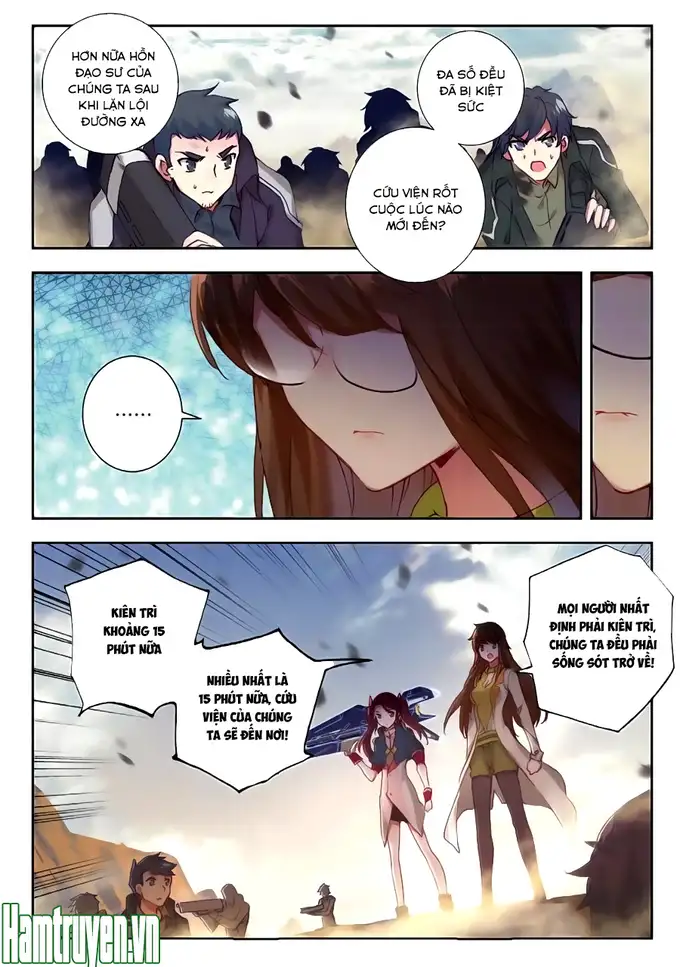 HƠN NỮA HỒN
ĐẠO SƯ CỦA
CHÚNG TA SAU
KHI LẶN LỘI
ĐƯỜNG XA
ĐA SỐ ĐỀU
ĐÃ BỊ KIỆT
SỨC
CỨU VIỆN RỐT
CUỘC LÚC NÀO
MỚI ĐẾN?
......
KIÊN TRÌ
KHOẢNG 15
PHÚT NỮA
NHIỀU NHẤT LÀ
15 PHÚT NỮA, CỨU
VIỆN CỦA CHÚNG
TA SẼ ĐẾN NƠI!
MỌI NGƯỜI NHẤT
ĐỊNH PHẢI KIÊN TRÌ,
CHÚNG TA ĐỀU PHẢI
SỐNG SÓT TRỞ VỀ!
Hamtruyen.vn